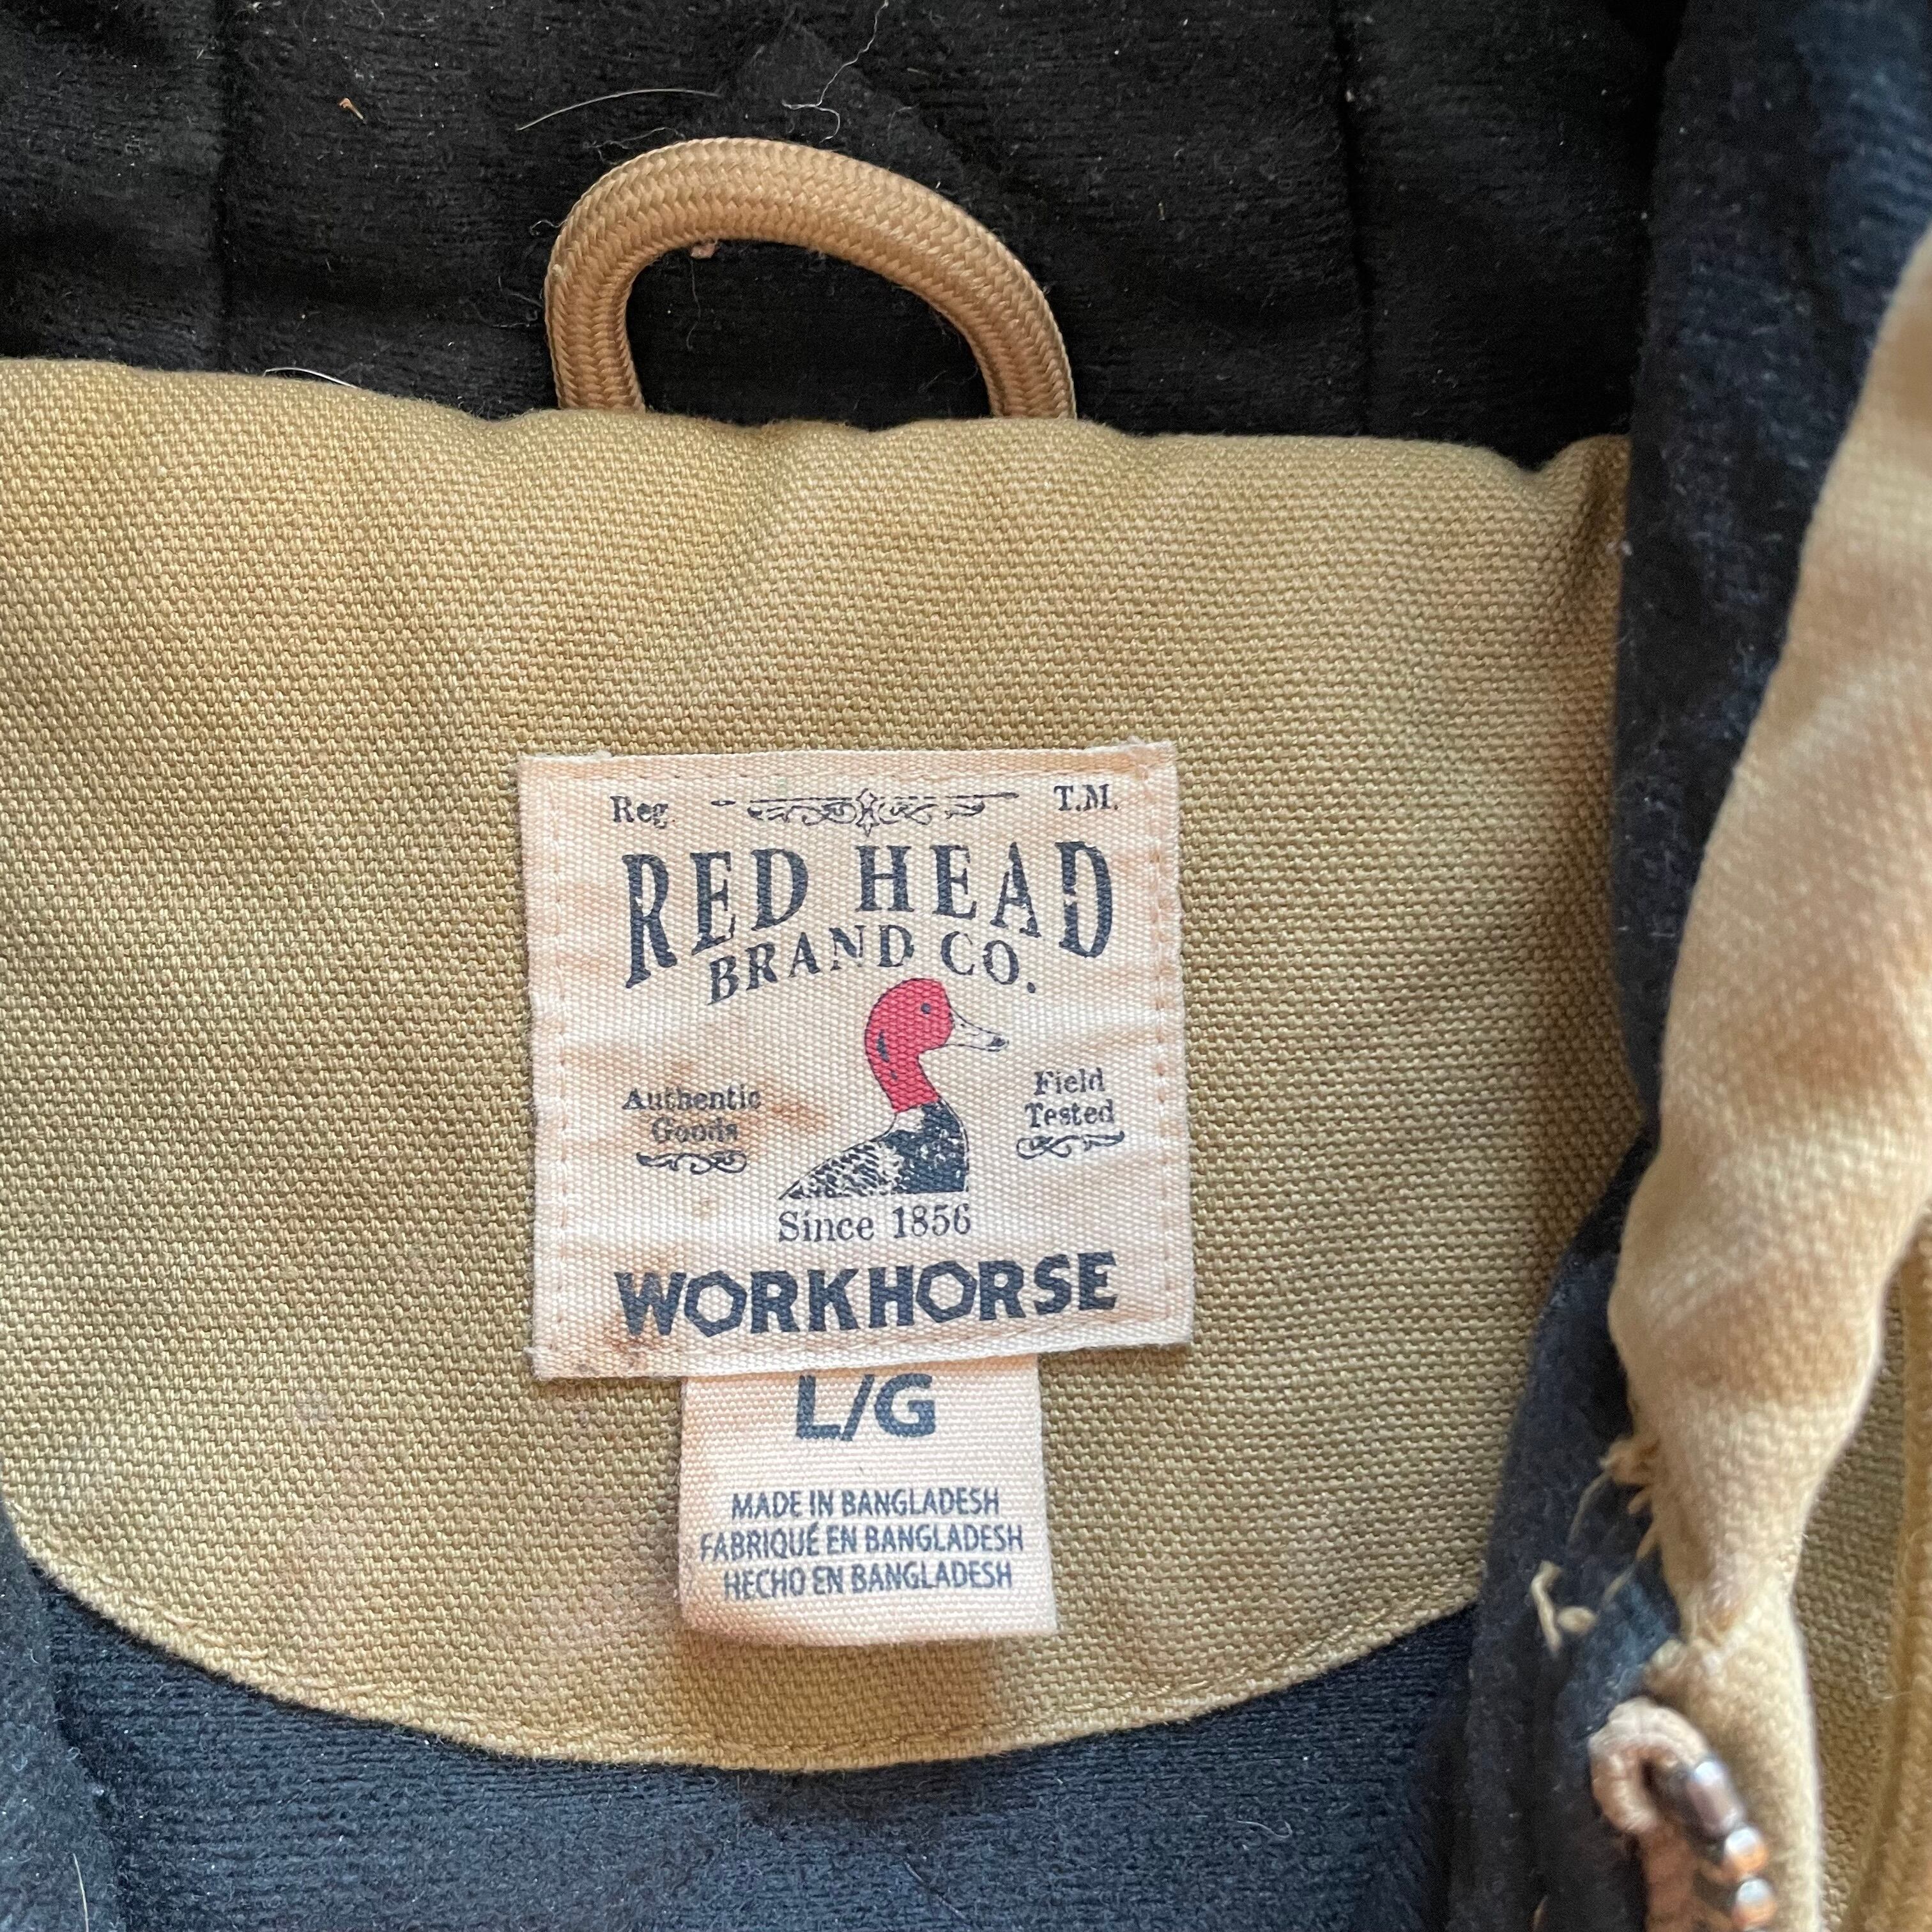 Reg. T.M.
RED HEAD
BRAND CO.
Authentic
Goods
Field
Tested
Since 1856
WORKHORSE
L/G
MADE IN BANGLADESH
FABRIQUÉ EN BANGLADESH
HECHO EN BANGLADESH